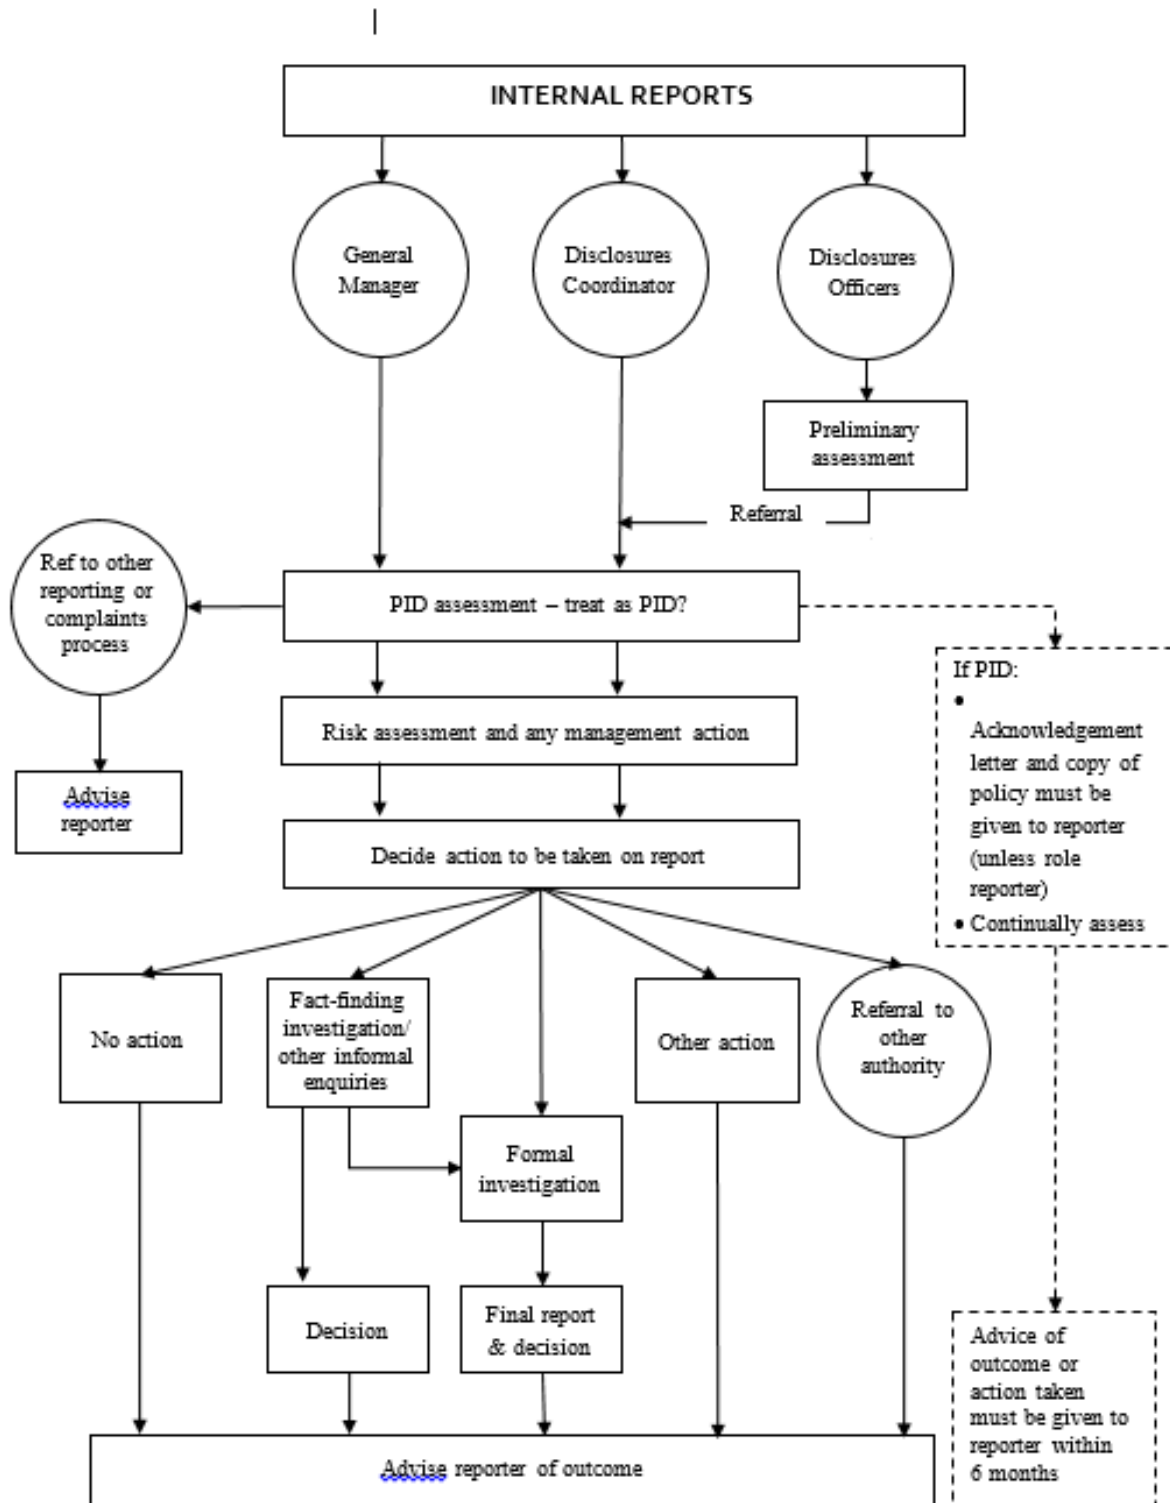 INTERNAL REPORTS
General
Manager
Disclosures
Coordinator
Disclosures
Officers
Preliminary
assessment
Referral
Ref to other
reporting or
complaints
process
PID assessment – treat as PID?
If PID:
•
Acknowledgement
letter and copy of
policy must be
given to reporter
(unless role
reporter)
• Continually assess
Risk assessment and any management action
Advise
reporter
Decide action to be taken on report
No action
Fact-finding
investigation/
other informal
enquiries
Other action
Referral to
other
authority
Formal
investigation
Decision
Final report
& decision
Advice of
outcome or
action taken
must be given to
reporter within
6 months
Advise reporter of outcome